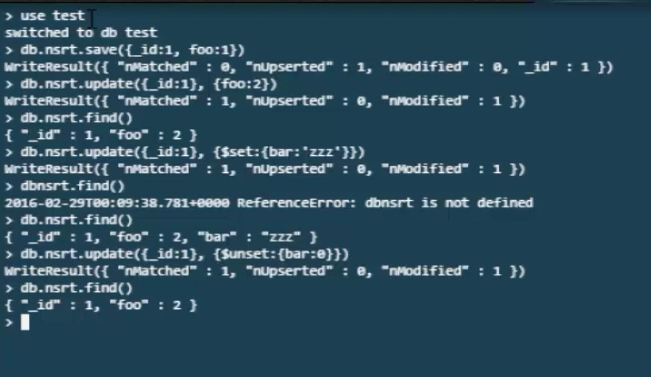 > use test
switched to db test
> db.nsrt.save({_id:1, foo:1})
WriteResult({ "nMatched" : 0, "nUpserted" : 1, "nModified" : 0, "_id" : 1 })
> db.nsrt.update({_id:1}, {foo:2})
WriteResult({ "nMatched" : 1, "nUpserted" : 0, "nModified" : 1 })
> db.nsrt.find()
{ "_id" : 1, "foo" : 2 }
> db.nsrt.update({_id:1}, {$set:{bar:'zzz'}})
WriteResult({ "nMatched" : 1, "nUpserted" : 0, "nModified" : 1 })
> dbnsrt.find()
2016-02-29T00:09:38.781+0000 ReferenceError: dbnsrt is not defined
> db.nsrt.find()
{ "_id" : 1, "foo" : 2, "bar" : "zzz" }
> db.nsrt.update({_id:1}, {$unset:{bar:0}})
WriteResult({ "nMatched" : 1, "nUpserted" : 0, "nModified" : 1 })
> db.nsrt.find()
{ "_id" : 1, "foo" : 2 }
>